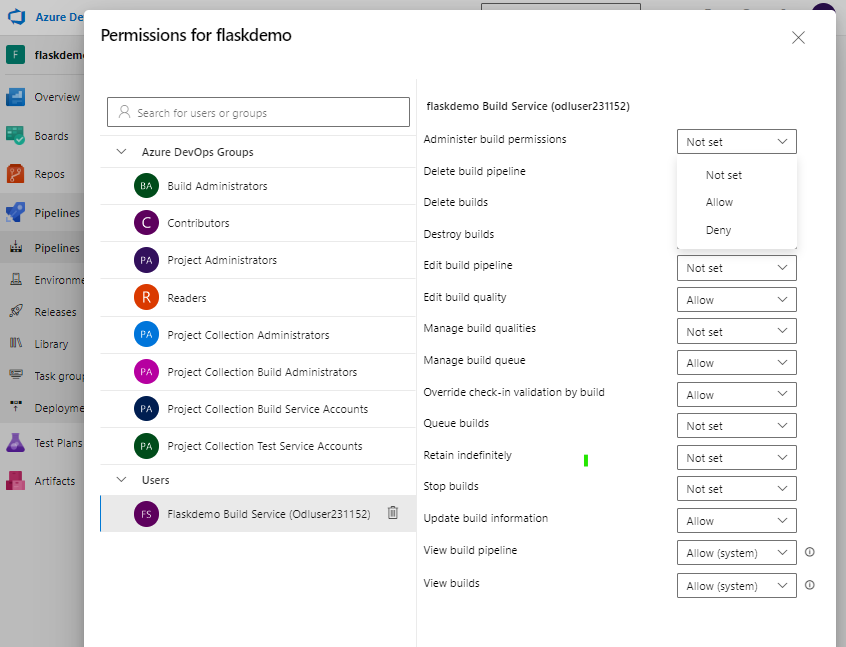 Azure De
Permissions for flaskdemo
F flaskdemo
Overview
Boards
Repos
Pipelines
Pipelines
Environme
Releases
Library
Task group
Deployme
Test Plans
Artifacts
Search for users or groups
Azure DevOps Groups
BA Build Administrators
C Contributors
PA Project Administrators
R Readers
PA Project Collection Administrators
PA Project Collection Build Administrators
PA Project Collection Build Service Accounts
PA Project Collection Test Service Accounts
Users
FS Flaskdemo Build Service (Odluser231152)
flaskdemo Build Service (odluser231152)
Administer build permissions Not set
Delete build pipeline Not set
Delete builds Allow
Destroy builds Deny
Edit build pipeline Not set
Edit build quality Allow
Manage build qualities Not set
Manage build queue Allow
Override check-in validation by build Allow
Queue builds Not set
Retain indefinitely Not set
Stop builds Not set
Update build information Allow
View build pipeline Allow (system)
View builds Allow (system)